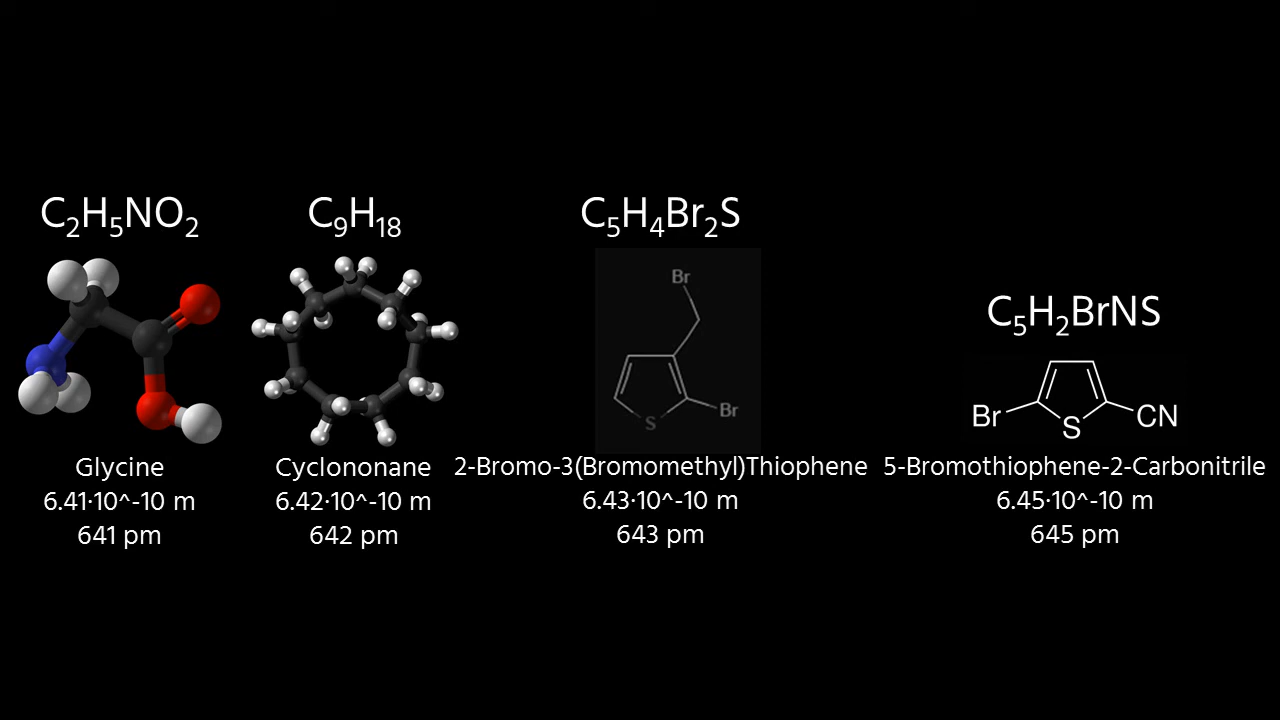 C₂H₅NO₂
Glycine
6.41·10^-10 m
641 pm
C₉H₁₈
Cyclononane
6.42·10^-10 m
642 pm
C₅H₄Br₂S
Br
Br
S
2-Bromo-3(Bromomethyl)Thiophene
6.43·10^-10 m
643 pm
C₅H₂BrNS
Br
S
CN
5-Bromothiophene-2-Carbonitrile
6.45·10^-10 m
645 pm